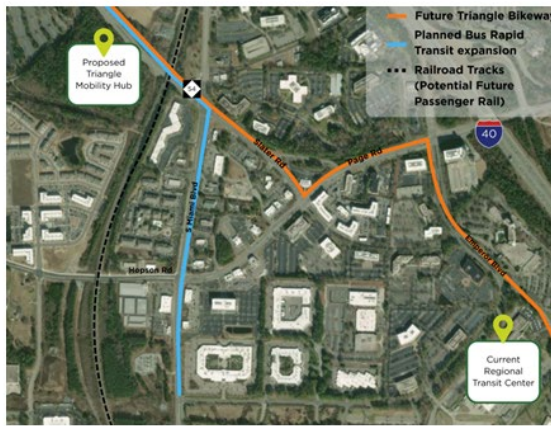 Future Triangle Bikeway
Planned Bus Rapid
Transit expansion
Railroad Tracks
(Potential Future
Passenger Rail)
Proposed
Triangle
Mobility Hub
54
40
Slater Rd
Page Rd
S Miami Blvd
Emperor Blvd
Hopson Rd
Current
Regional
Transit Center